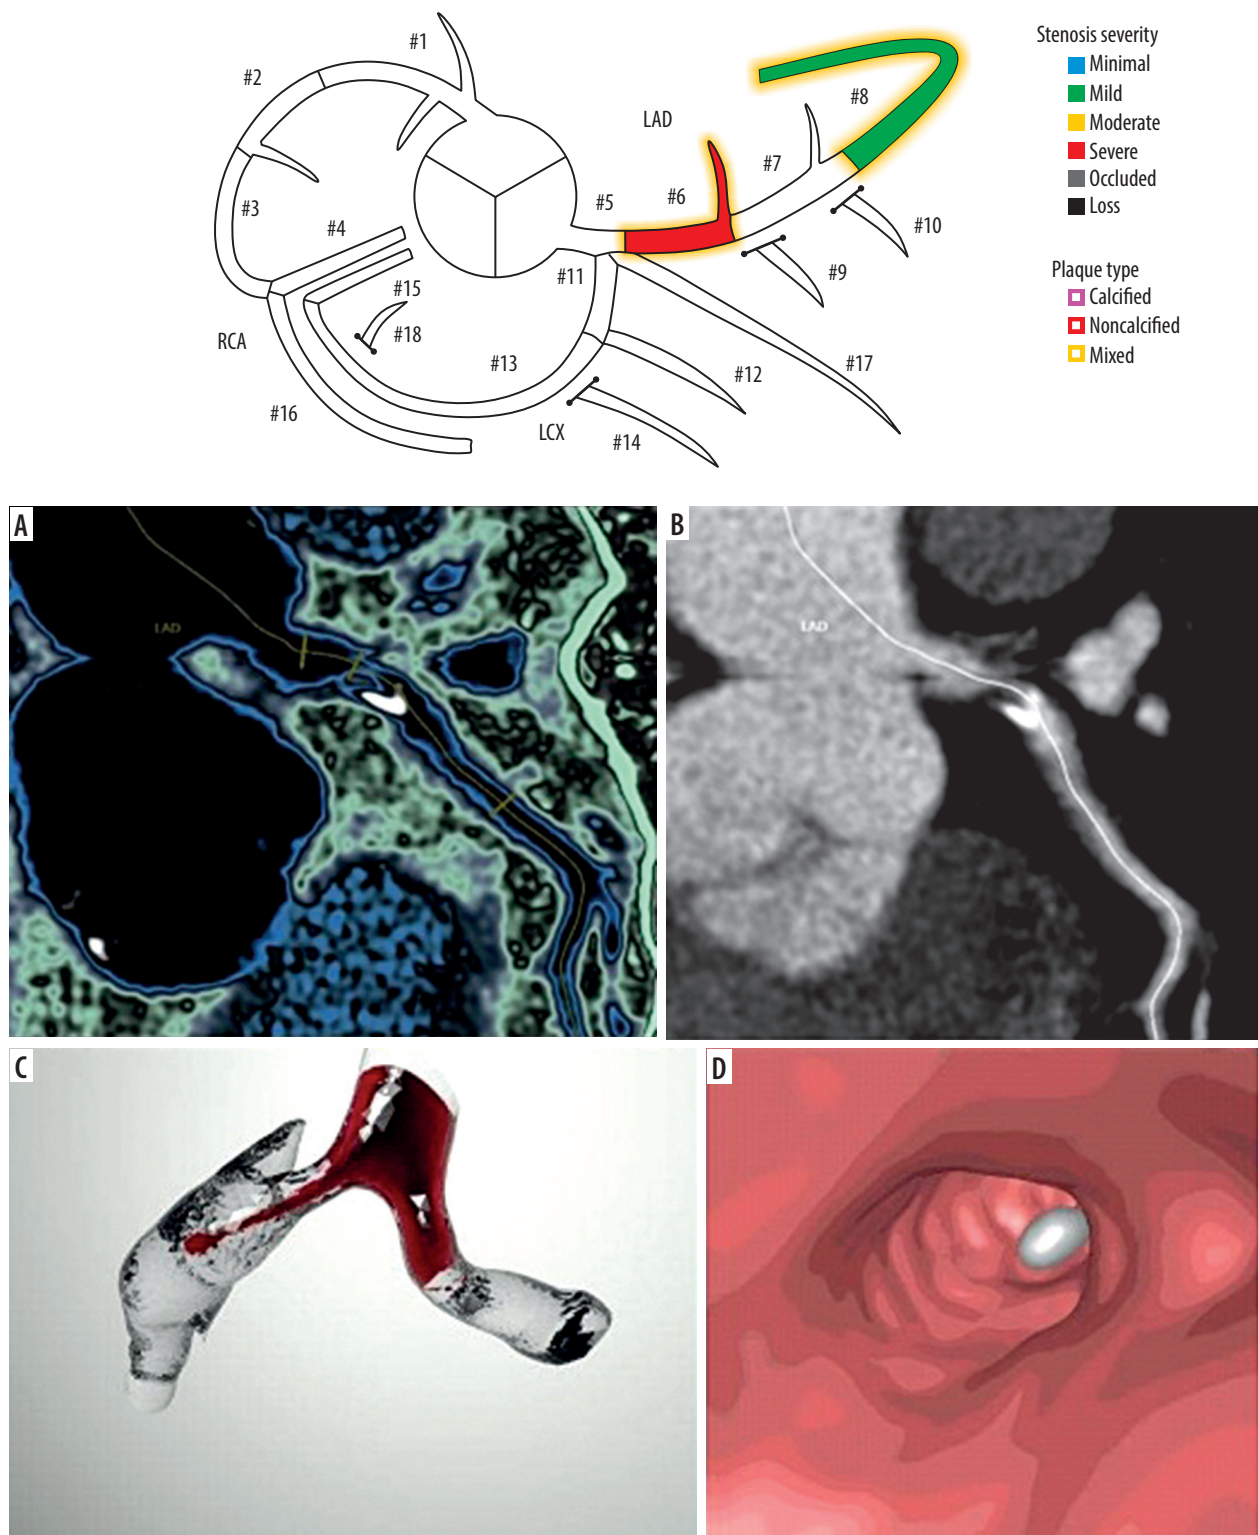 #1
#2
#3
#4
#5
#6
#7
#8
#9
#10
#11
#12
#13
#14
#15
#16
#17
#18
LAD
RCA
LCX
Stenosis severity
Minimal
Mild
Moderate
Severe
Occluded
Loss
Plaque type
Calcified
Noncalcified
Mixed
A
LAD
B
LAD
C
D